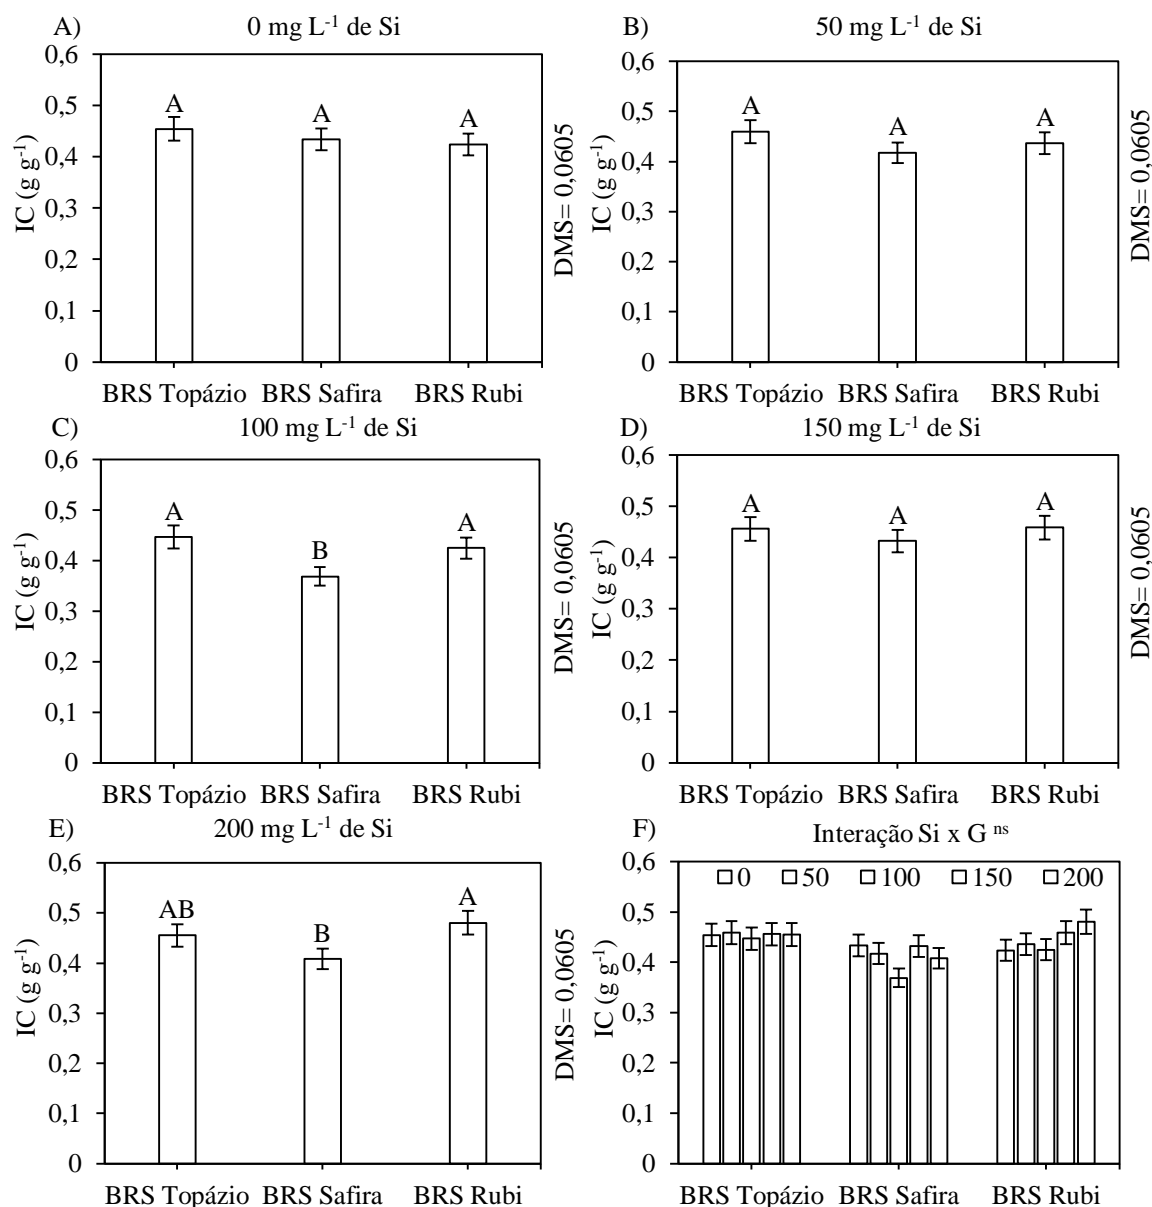 A) 0 mg L⁻¹ de Si
0,6
0,5
0,4
0,3
0,2
0,1
0
IC (g g⁻¹)
A A A
DMS= 0,0605
BRS Topázio BRS Safira BRS Rubi
B) 50 mg L⁻¹ de Si
0,6
0,5
0,4
0,3
0,2
0,1
0
IC (g g⁻¹)
A A A
DMS= 0,0605
BRS Topázio BRS Safira BRS Rubi
C) 100 mg L⁻¹ de Si
0,6
0,5
0,4
0,3
0,2
0,1
0
IC (g g⁻¹)
A B A
DMS= 0,0605
BRS Topázio BRS Safira BRS Rubi
D) 150 mg L⁻¹ de Si
0,6
0,5
0,4
0,3
0,2
0,1
0
IC (g g⁻¹)
A A A
DMS= 0,0605
BRS Topázio BRS Safira BRS Rubi
E) 200 mg L⁻¹ de Si
0,6
0,5
0,4
0,3
0,2
0,1
0
IC (g g⁻¹)
AB B A
DMS= 0,0605
BRS Topázio BRS Safira BRS Rubi
F) Interação Si x G ⁿˢ
0,6
0,5
0,4
0,3
0,2
0,1
0
IC (g g⁻¹)
0 50 100 150 200
BRS Topázio BRS Safira BRS Rubi